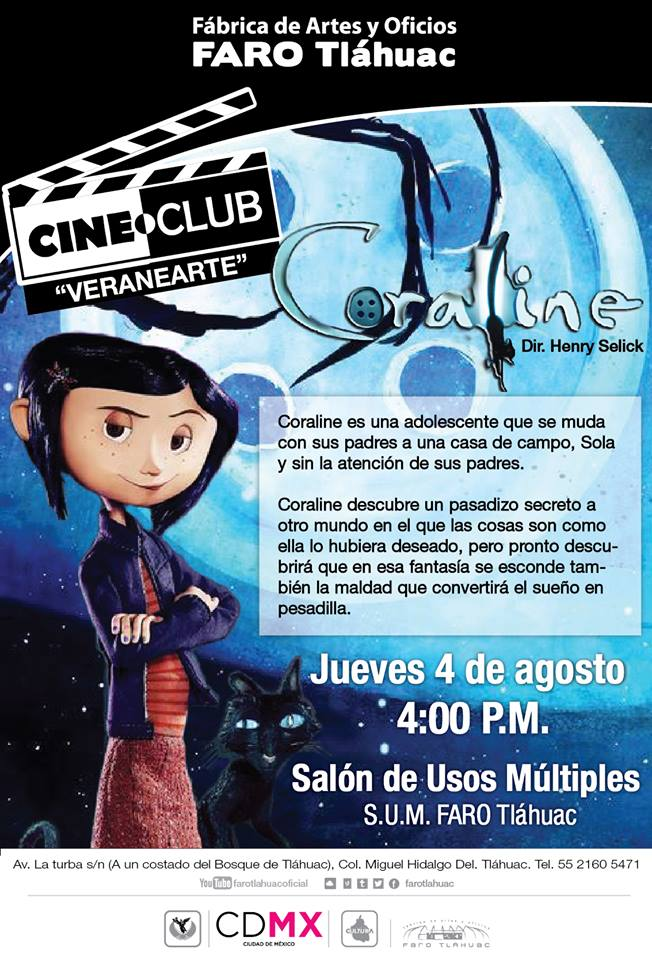 Fábrica de Artes y Oficios
FARO Tláhuac
CINE CLUB
“VERANEARTE”
Coraline
Dir. Henry Selick
Coraline es una adolescente que se muda
con sus padres a una casa de campo, Sola
y sin la atención de sus padres.
Coraline descubre un pasadizo secreto a
otro mundo en el que las cosas son como
ella lo hubiera deseado, pero pronto descu-
brirá que en esa fantasía se esconde tam-
bién la maldad que convertirá el sueño en
pesadilla.
Jueves 4 de agosto
4:00 P.M.
Salón de Usos Múltiples
S.U.M. FARO Tláhuac
Av. La turba s/n (A un costado del Bosque de Tláhuac), Col. Miguel Hidalgo Del. Tláhuac. Tel. 55 2160 5471
YouTube farotlahuacoficial farotlahuac
CDMX
CIUDAD DE MÉXICO
CULTURA
FARO TLÁHUAC